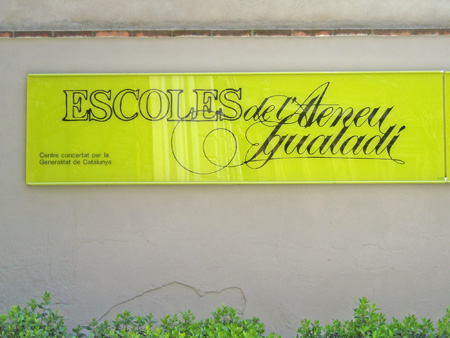 ESCOLES de l'Ateneu
Igualadí
Centre concertat per la
Generalitat de Catalunya